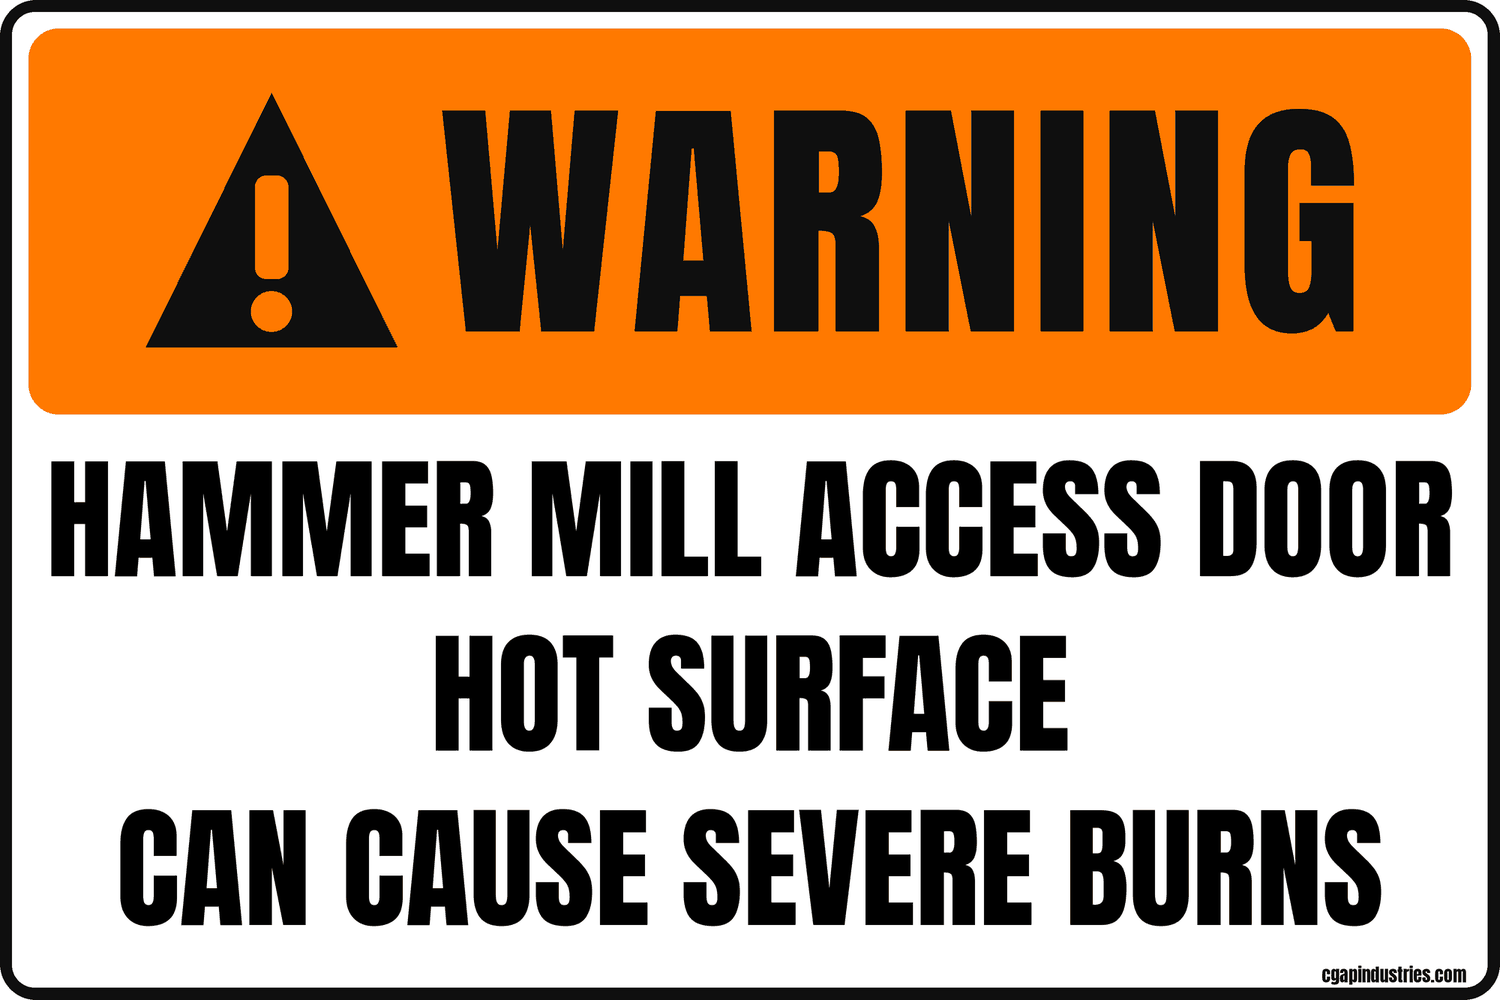 WARNING
HAMMER MILL ACCESS DOOR
HOT SURFACE
CAN CAUSE SEVERE BURNS
cgapindustries.com